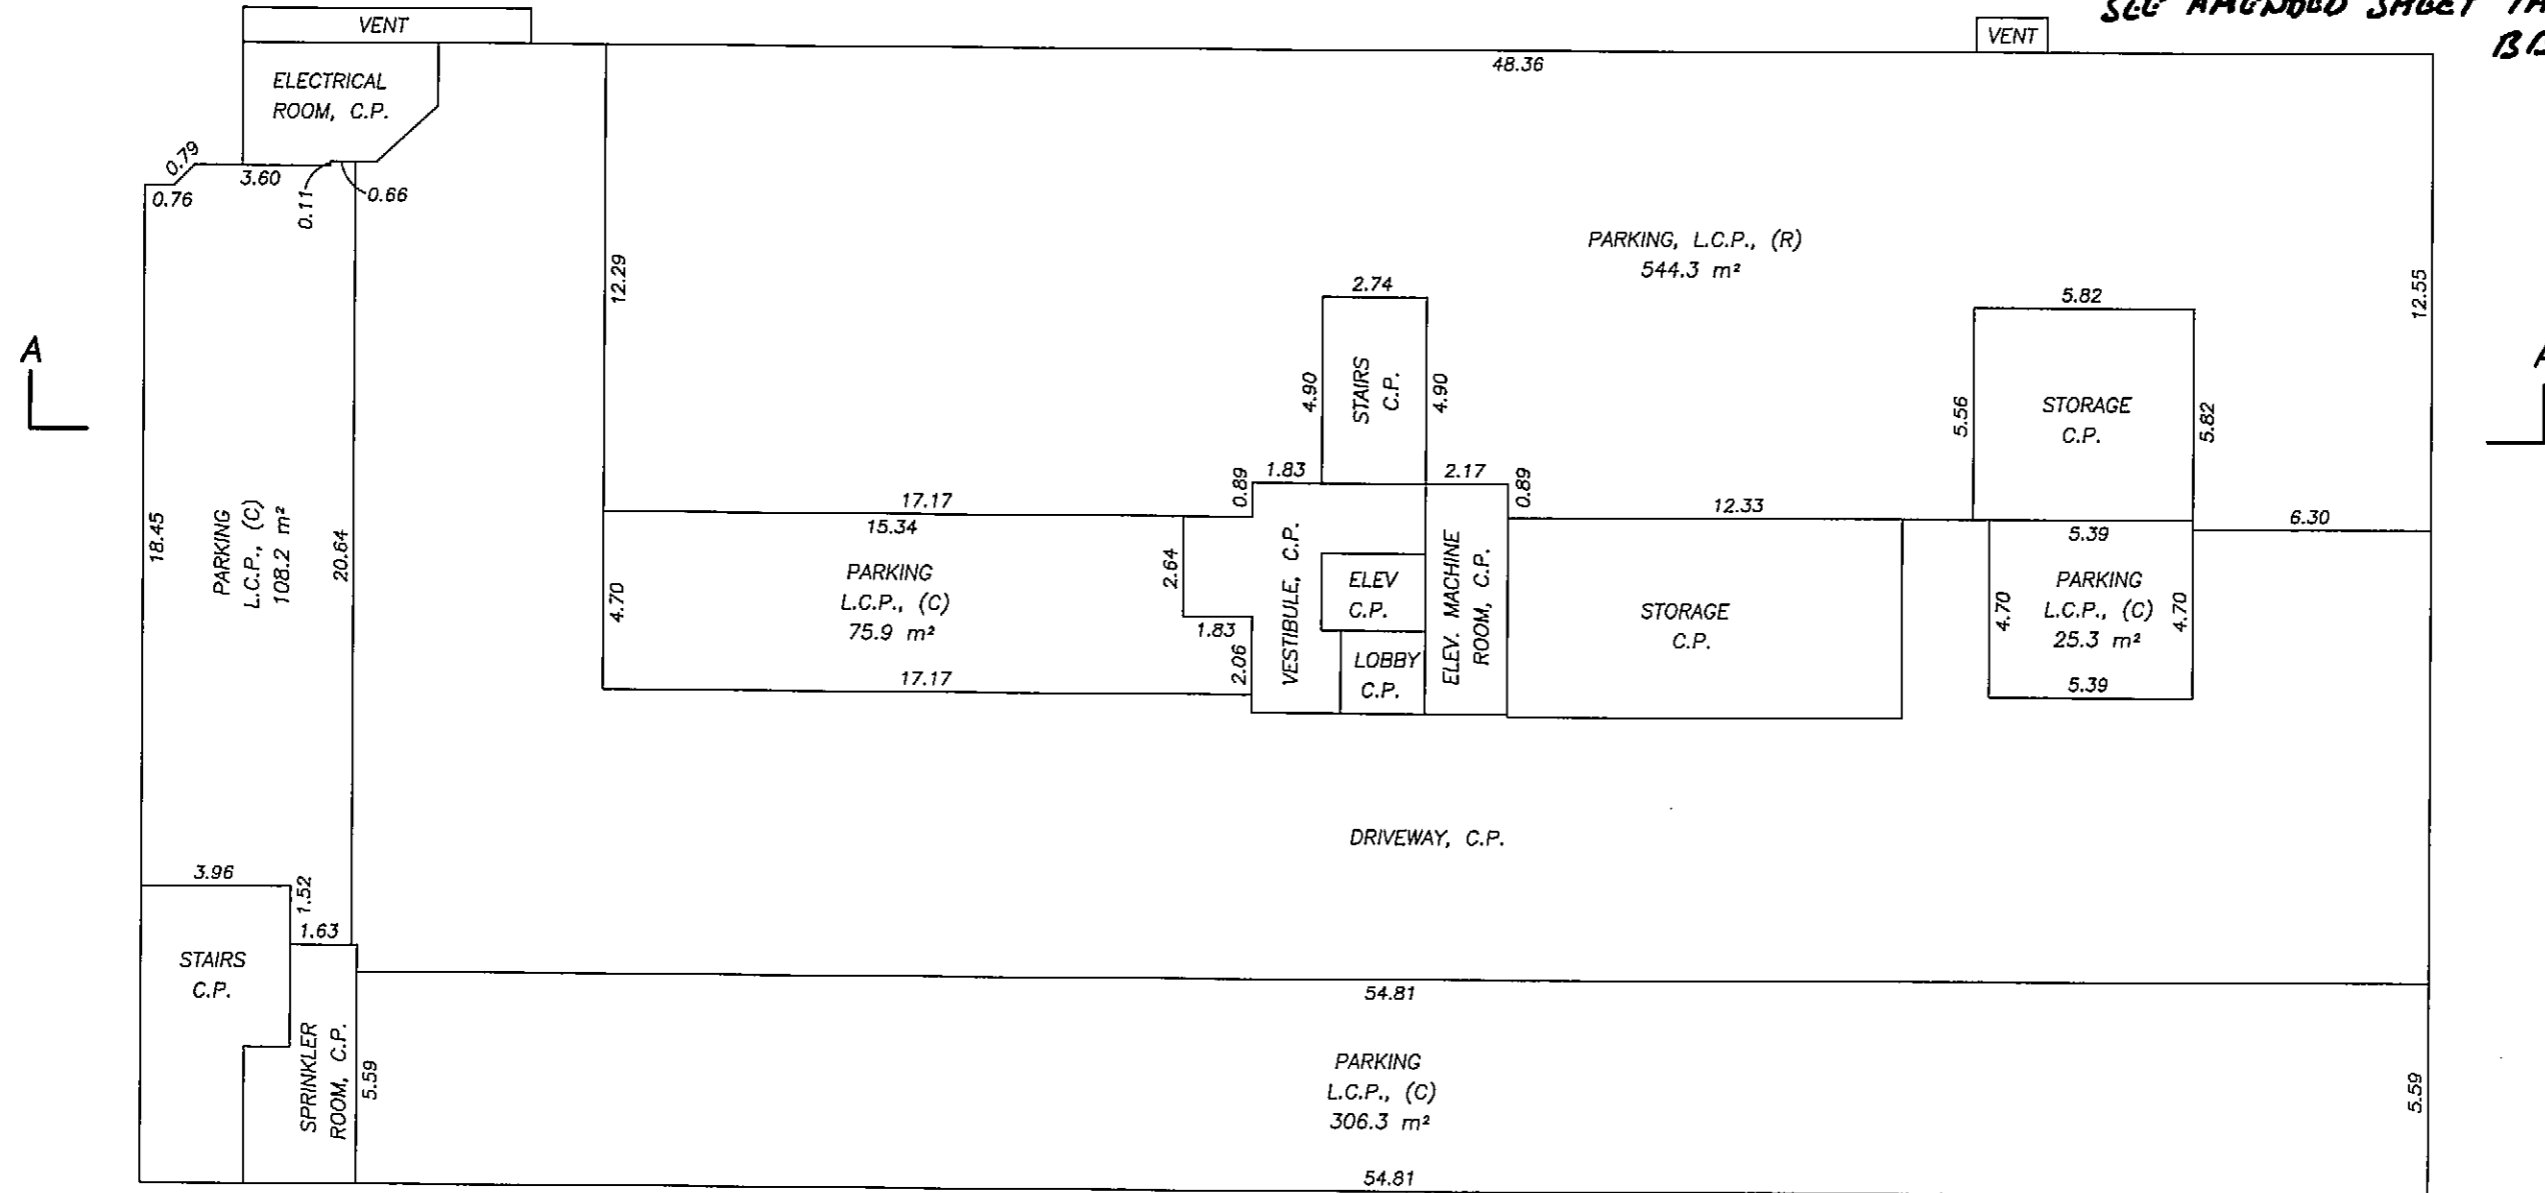 SEE AMENDED SHEET
VENT
VENT
48.36
ELECTRICAL
ROOM, C.P.
0.79
3.60
0.76
0.11
0.66
12.29
PARKING, L.C.P., (R)
544.3 m²
12.55
A
2.74
4.90
STAIRS
C.P.
4.90
5.82
5.56
STORAGE
C.P.
5.82
18.45
PARKING
L.C.P., (C)
108.2 m²
20.64
17.17
0.89
1.83
2.17
0.89
12.33
6.30
15.34
4.70
PARKING
L.C.P., (C)
75.9 m²
2.64
1.83
2.06
17.17
VESTIBULE, C.P.
ELEV
C.P.
LOBBY
C.P.
ELEV. MACHINE
ROOM, C.P.
STORAGE
C.P.
5.39
4.70
PARKING
L.C.P., (C)
25.3 m²
4.70
5.39
DRIVEWAY, C.P.
3.96
1.52
1.63
STAIRS
C.P.
SPRINKLER
ROOM, C.P.
5.59
54.81
PARKING
L.C.P., (C)
306.3 m²
5.59
54.81